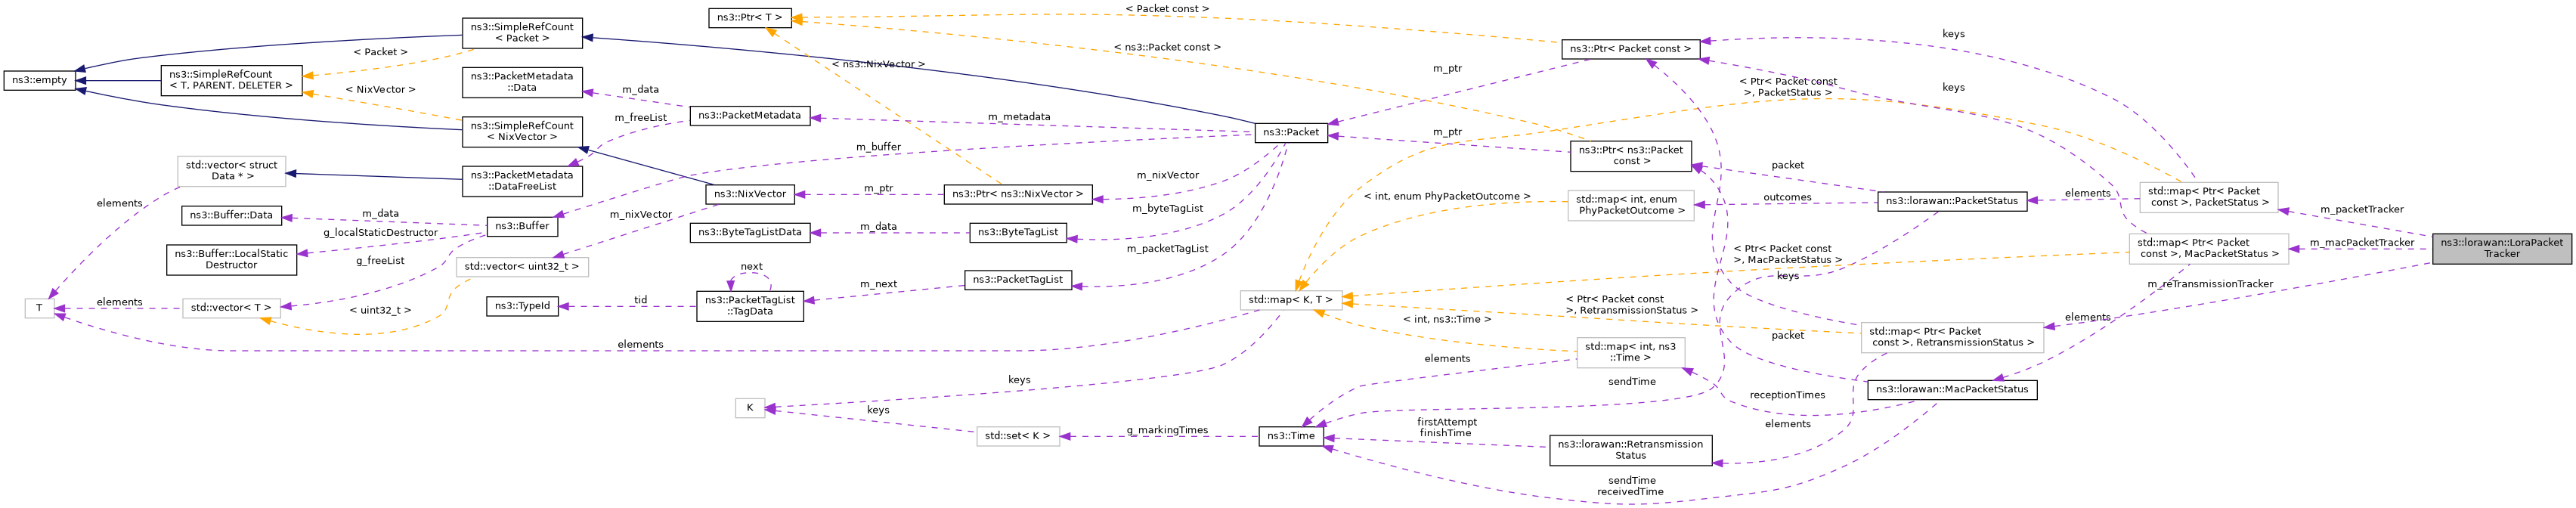 ns3::empty
ns3::SimpleRefCount
< T, PARENT, DELETER >
ns3::SimpleRefCount
< Packet >
ns3::SimpleRefCount
< NixVector >
< Packet >
< NixVector >
ns3::PacketMetadata
::Data
ns3::PacketMetadata
::DataFreeList
std::vector< struct
Data * >
elements
ns3::Buffer::Data
ns3::Buffer::LocalStatic
Destructor
T
elements
std::vector< T >
ns3::Buffer
m_data
g_localStaticDestructor
g_freeList
std::vector< uint32_t >
< uint32_t >
ns3::TypeId
tid
ns3::Ptr< T >
< ns3::NixVector >
m_data
m_freeList
ns3::PacketMetadata
m_metadata
m_buffer
ns3::NixVector
m_nixVector
m_ptr
ns3::Ptr< ns3::NixVector >
ns3::ByteTagListData
m_data
ns3::ByteTagList
next
ns3::PacketTagList
::TagData
m_next
ns3::PacketTagList
elements
K
keys
keys
std::set< K >
g_markingTimes
< Packet const >
< ns3::Packet const >
ns3::Packet
m_nixVector
m_byteTagList
m_packetTagList
std::map< K, T >
ns3::Time
m_ptr
m_ptr
ns3::Ptr< Packet const >
ns3::Ptr< ns3::Packet
const >
< int, enum PhyPacketOutcome >
std::map< int, enum
PhyPacketOutcome >
< Ptr< Packet const
>, PacketStatus >
packet
outcomes
ns3::lorawan::PacketStatus
< Ptr< Packet const
>, MacPacketStatus >
keys
< Ptr< Packet const
>, RetransmissionStatus >
< int, ns3::Time >
std::map< int, ns3
::Time >
elements
packet
sendTime
receptionTimes
elements
firstAttempt
finishTime
ns3::lorawan::Retransmission
Status
sendTime
receivedTime
keys
keys
elements
std::map< Ptr< Packet
const >, PacketStatus >
std::map< Ptr< Packet
const >, MacPacketStatus >
std::map< Ptr< Packet
const >, RetransmissionStatus >
elements
ns3::lorawan::MacPacketStatus
m_packetTracker
m_macPacketTracker
m_reTransmissionTracker
ns3::lorawan::LoraPacket
Tracker